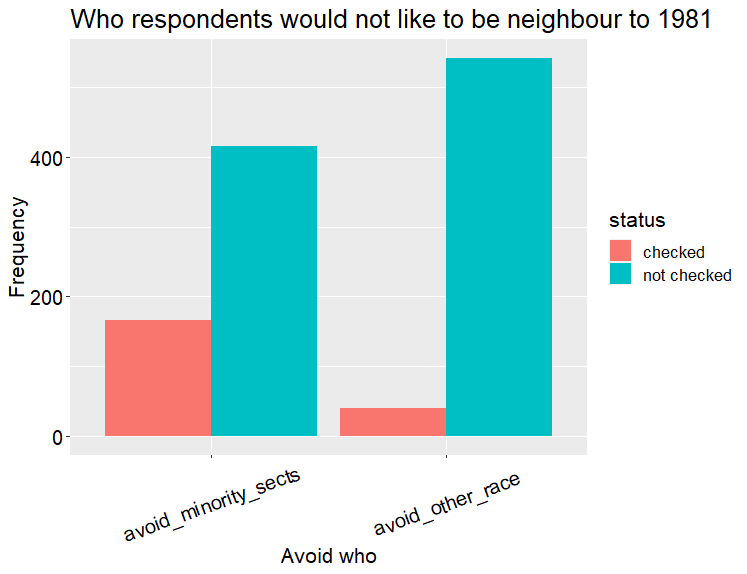 Who respondents would not like to be neighbour to 1981
Frequency
400
200
0
avoid_minority_sects
avoid_other_race
Avoid who
status
checked
not checked